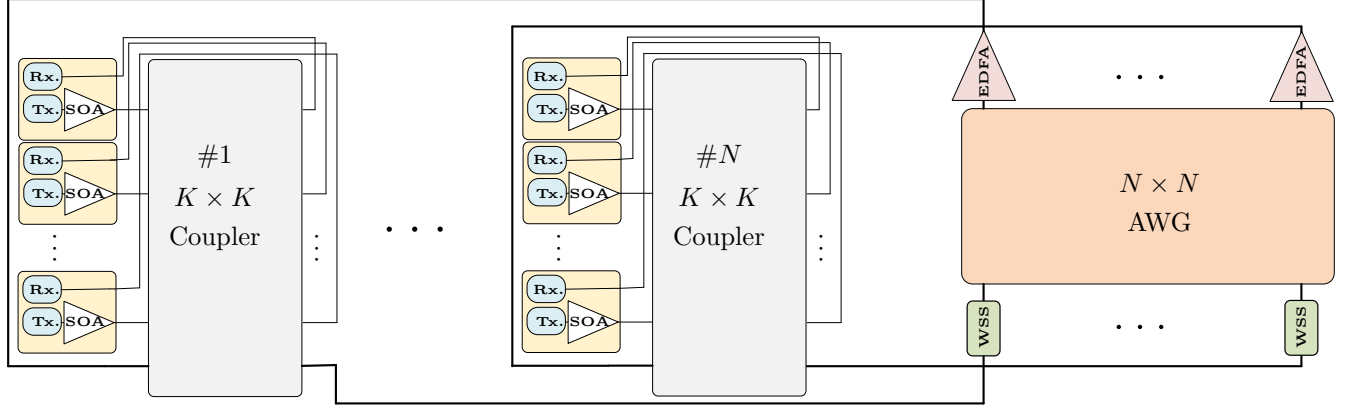 Rx.
Tx. SOA
Rx.
Tx. SOA
⋮
Rx.
Tx. SOA
#1
K × K
Coupler
⋮
· · ·
Rx.
Tx. SOA
Rx.
Tx. SOA
⋮
Rx.
Tx. SOA
#N
K × K
Coupler
⋮
EDFA
· · ·
EDFA
N × N
AWG
WSS
· · ·
WSS